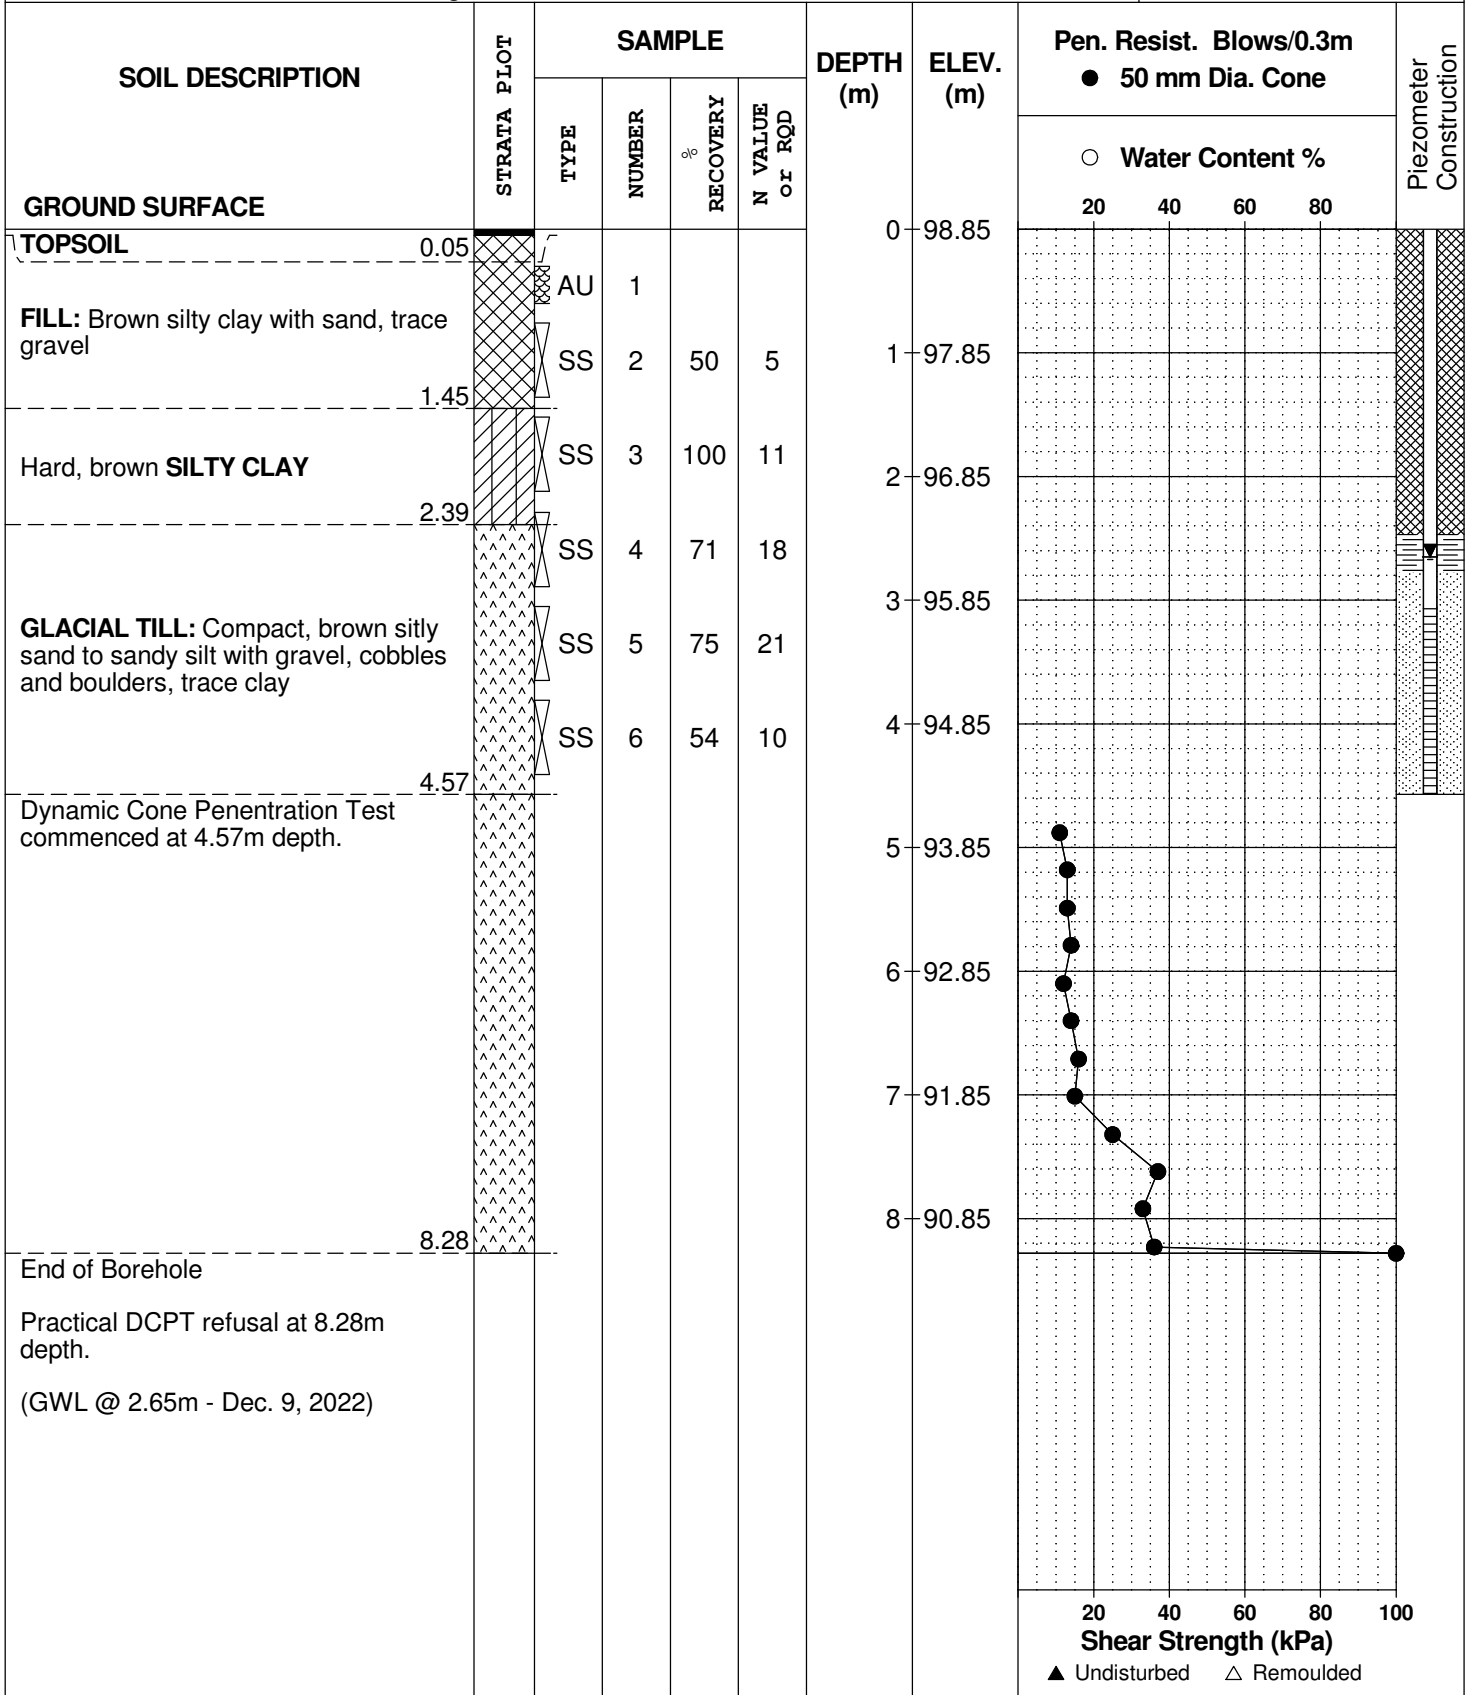 SOIL DESCRIPTION
GROUND SURFACE
STRATA PLOT
SAMPLE
TYPE
NUMBER
%
RECOVERY
N VALUE
or RQD
DEPTH
(m)
ELEV.
(m)
Pen. Resist. Blows/0.3m
● 50 mm Dia. Cone
○ Water Content %
20 40 60 80
Piezometer
Construction
0 98.85
TOPSOIL 0.05
AU 1
FILL: Brown silty clay with sand, trace
gravel
1 97.85
SS 2 50 5
1.45
Hard, brown SILTY CLAY
SS 3 100 11
2 96.85
2.39
SS 4 71 18
3 95.85
GLACIAL TILL: Compact, brown sitly
sand to sandy silt with gravel, cobbles
and boulders, trace clay
SS 5 75 21
4 94.85
SS 6 54 10
4.57
Dynamic Cone Penentration Test
commenced at 4.57m depth.
5 93.85
6 92.85
7 91.85
8 90.85
8.28
End of Borehole
Practical DCPT refusal at 8.28m
depth.
(GWL @ 2.65m - Dec. 9, 2022)
20 40 60 80 100
Shear Strength (kPa)
▲ Undisturbed △ Remoulded